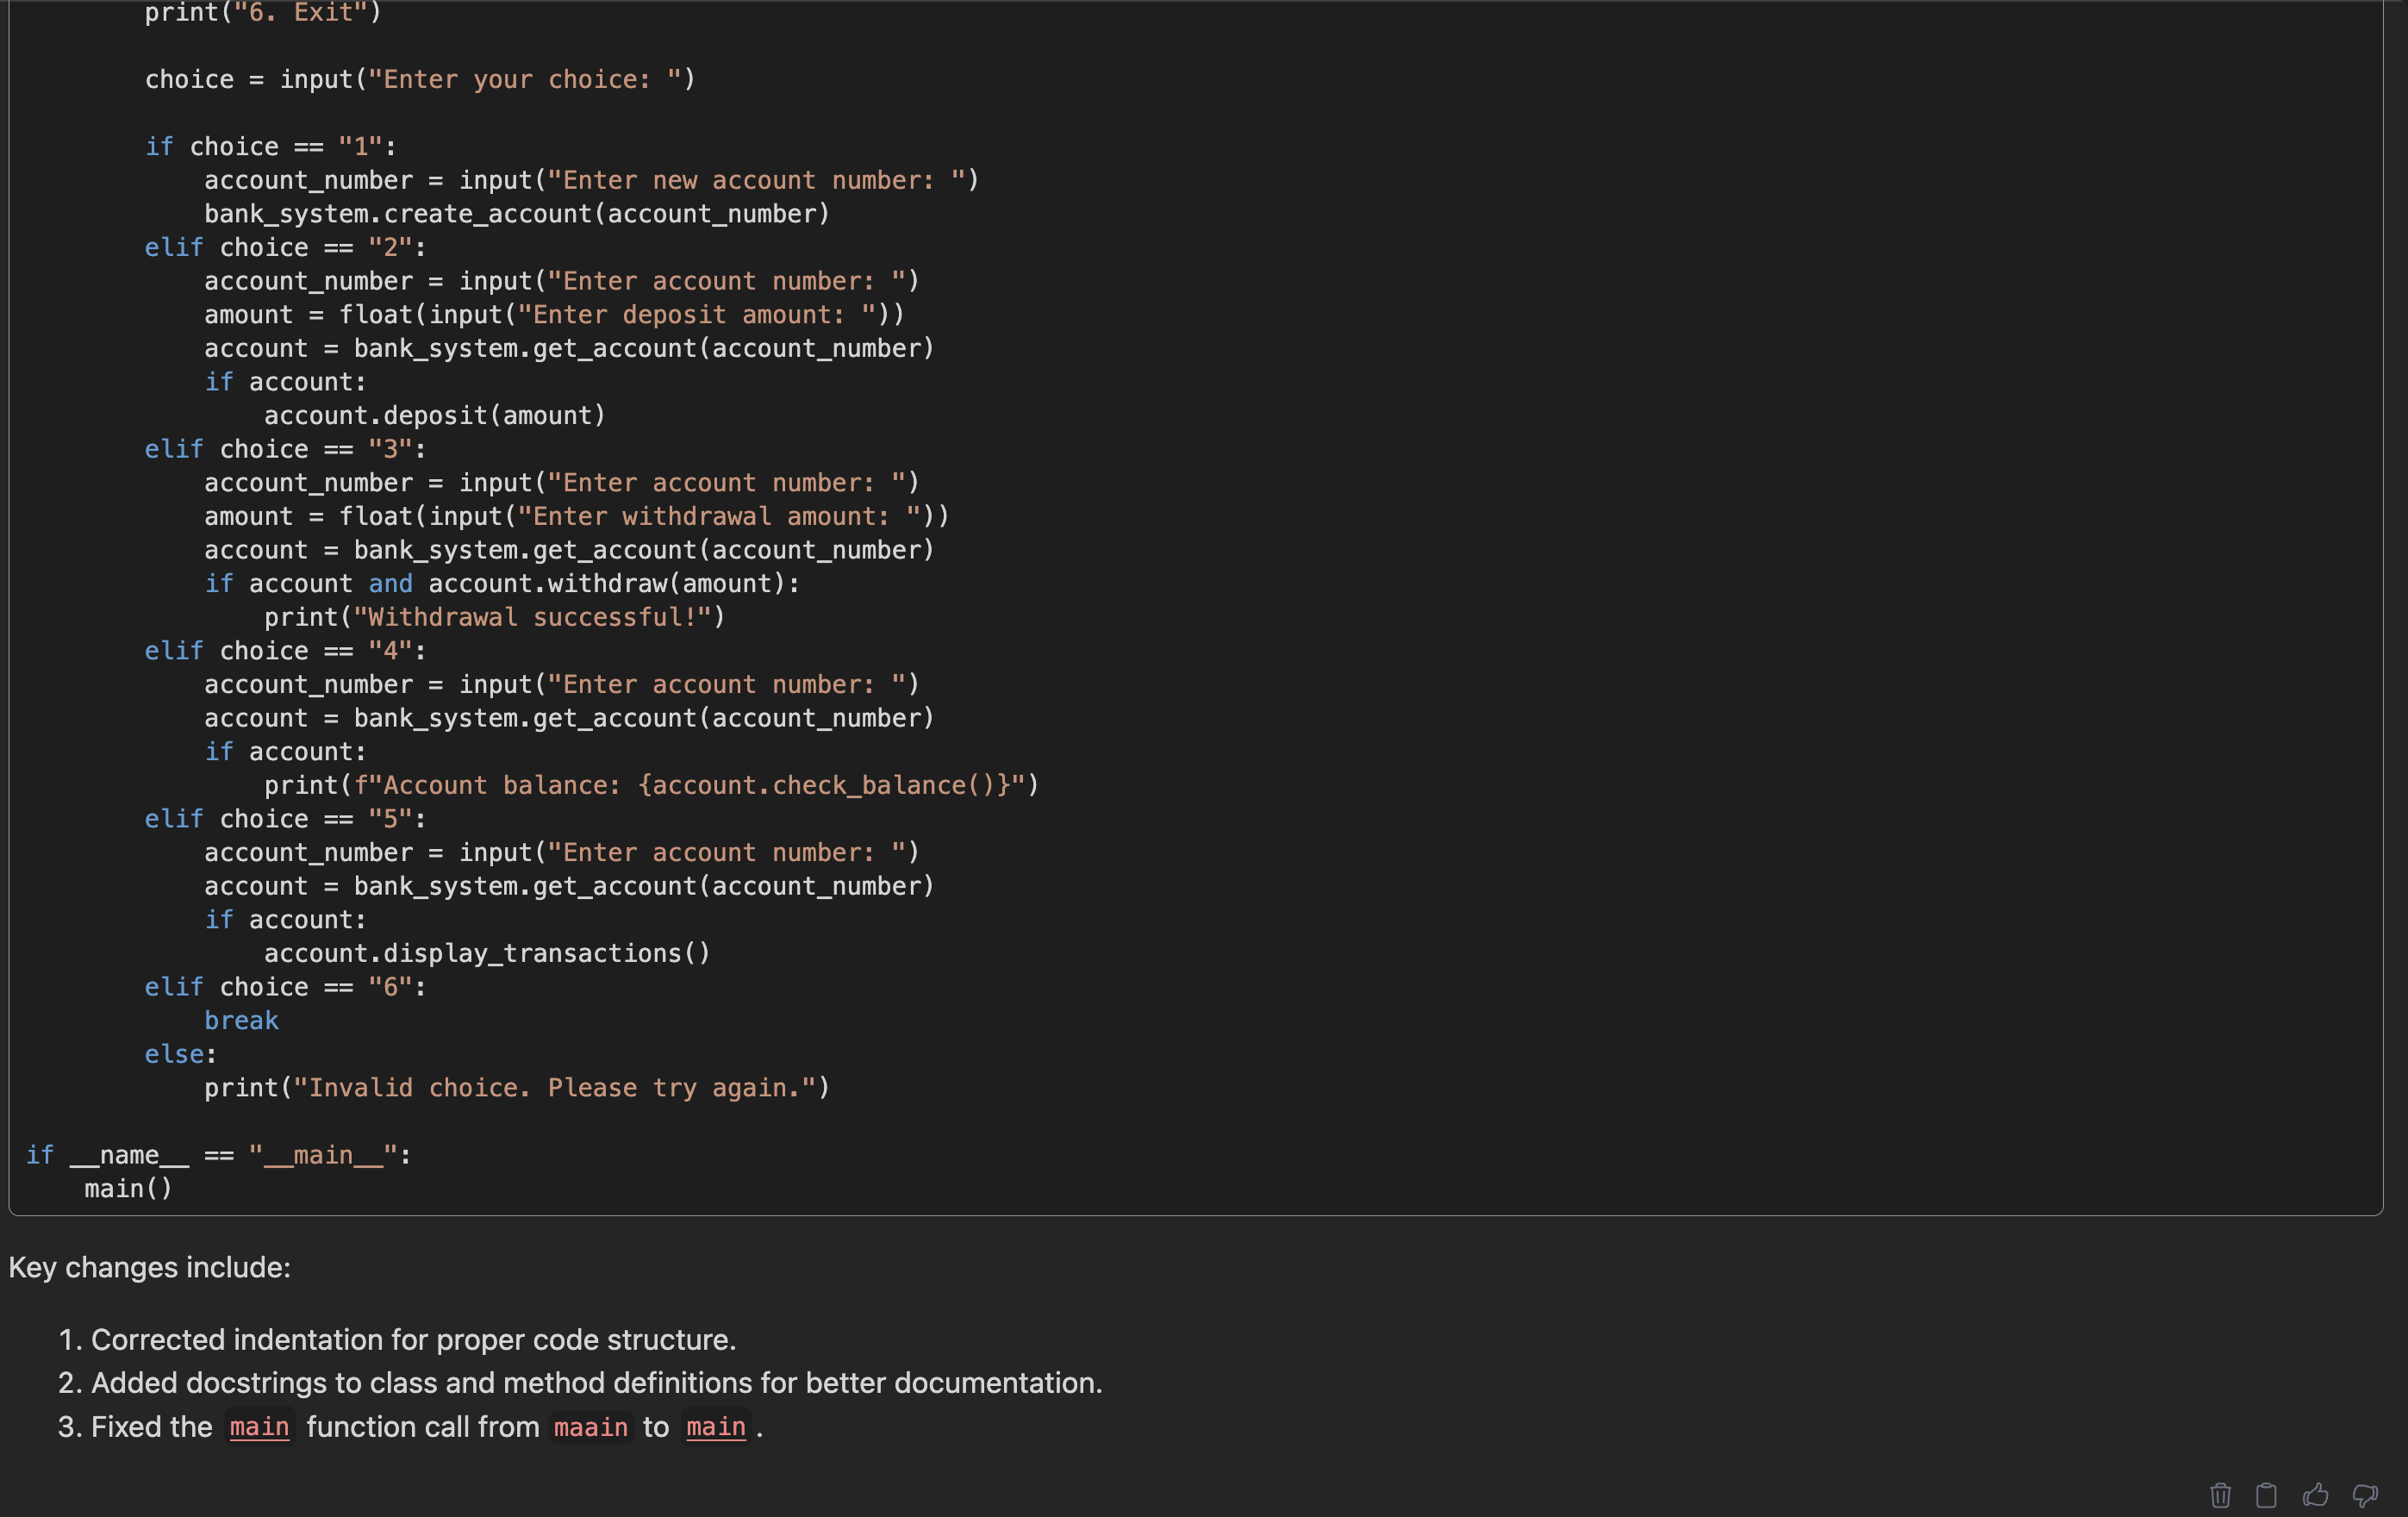 print("6. Exit")
choice = input("Enter your choice: ")
if choice == "1":
account_number = input("Enter new account number: ")
bank_system.create_account(account_number)
elif choice == "2":
account_number = input("Enter account number: ")
amount = float(input("Enter deposit amount: "))
account = bank_system.get_account(account_number)
if account:
account.deposit(amount)
elif choice == "3":
account_number = input("Enter account number: ")
amount = float(input("Enter withdrawal amount: "))
account = bank_system.get_account(account_number)
if account and account.withdraw(amount):
print("Withdrawal successful!")
elif choice == "4":
account_number = input("Enter account number: ")
account = bank_system.get_account(account_number)
if account:
print(f"Account balance: {account.check_balance()}")
elif choice == "5":
account_number = input("Enter account number: ")
account = bank_system.get_account(account_number)
if account:
account.display_transactions()
elif choice == "6":
break
else:
print("Invalid choice. Please try again.")
if __name__ == "__main__":
main()
Key changes include:
1. Corrected indentation for proper code structure.
2. Added docstrings to class and method definitions for better documentation.
3. Fixed the main function call from maain to main .